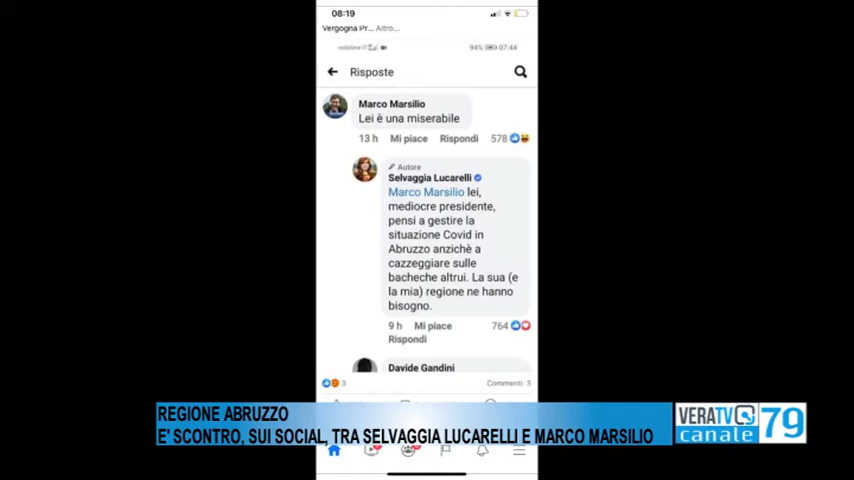 08:19
Vergogna Pr... Altro...
vodafone IT
94% 07:44
Risposte
Marco Marsilio
Lei è una miserabile
13 h Mi piace Rispondi 578
Autore
Selvaggia Lucarelli
Marco Marsilio lei,
mediocre presidente,
pensi a gestire la
situazione Covid in
Abruzzo anzichè a
cazzeggiare sulle
bacheche altrui. La sua (e
la mia) regione ne hanno
bisogno.
9 h Mi piace 764
Rispondi
Davide Gandini
3 Commenti: 3
REGIONE ABRUZZO
E' SCONTRO, SUI SOCIAL, TRA SELVAGGIA LUCARELLI E MARCO MARSILIO
VERATV
canale 79